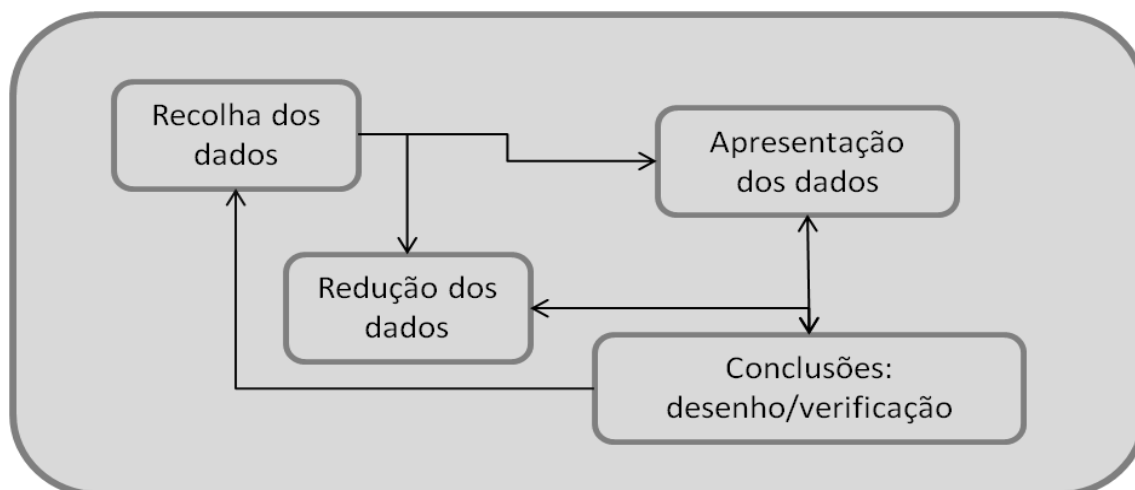 Recolha dos
dados
Apresentação
dos dados
Redução dos
dados
Conclusões:
desenho/verificação